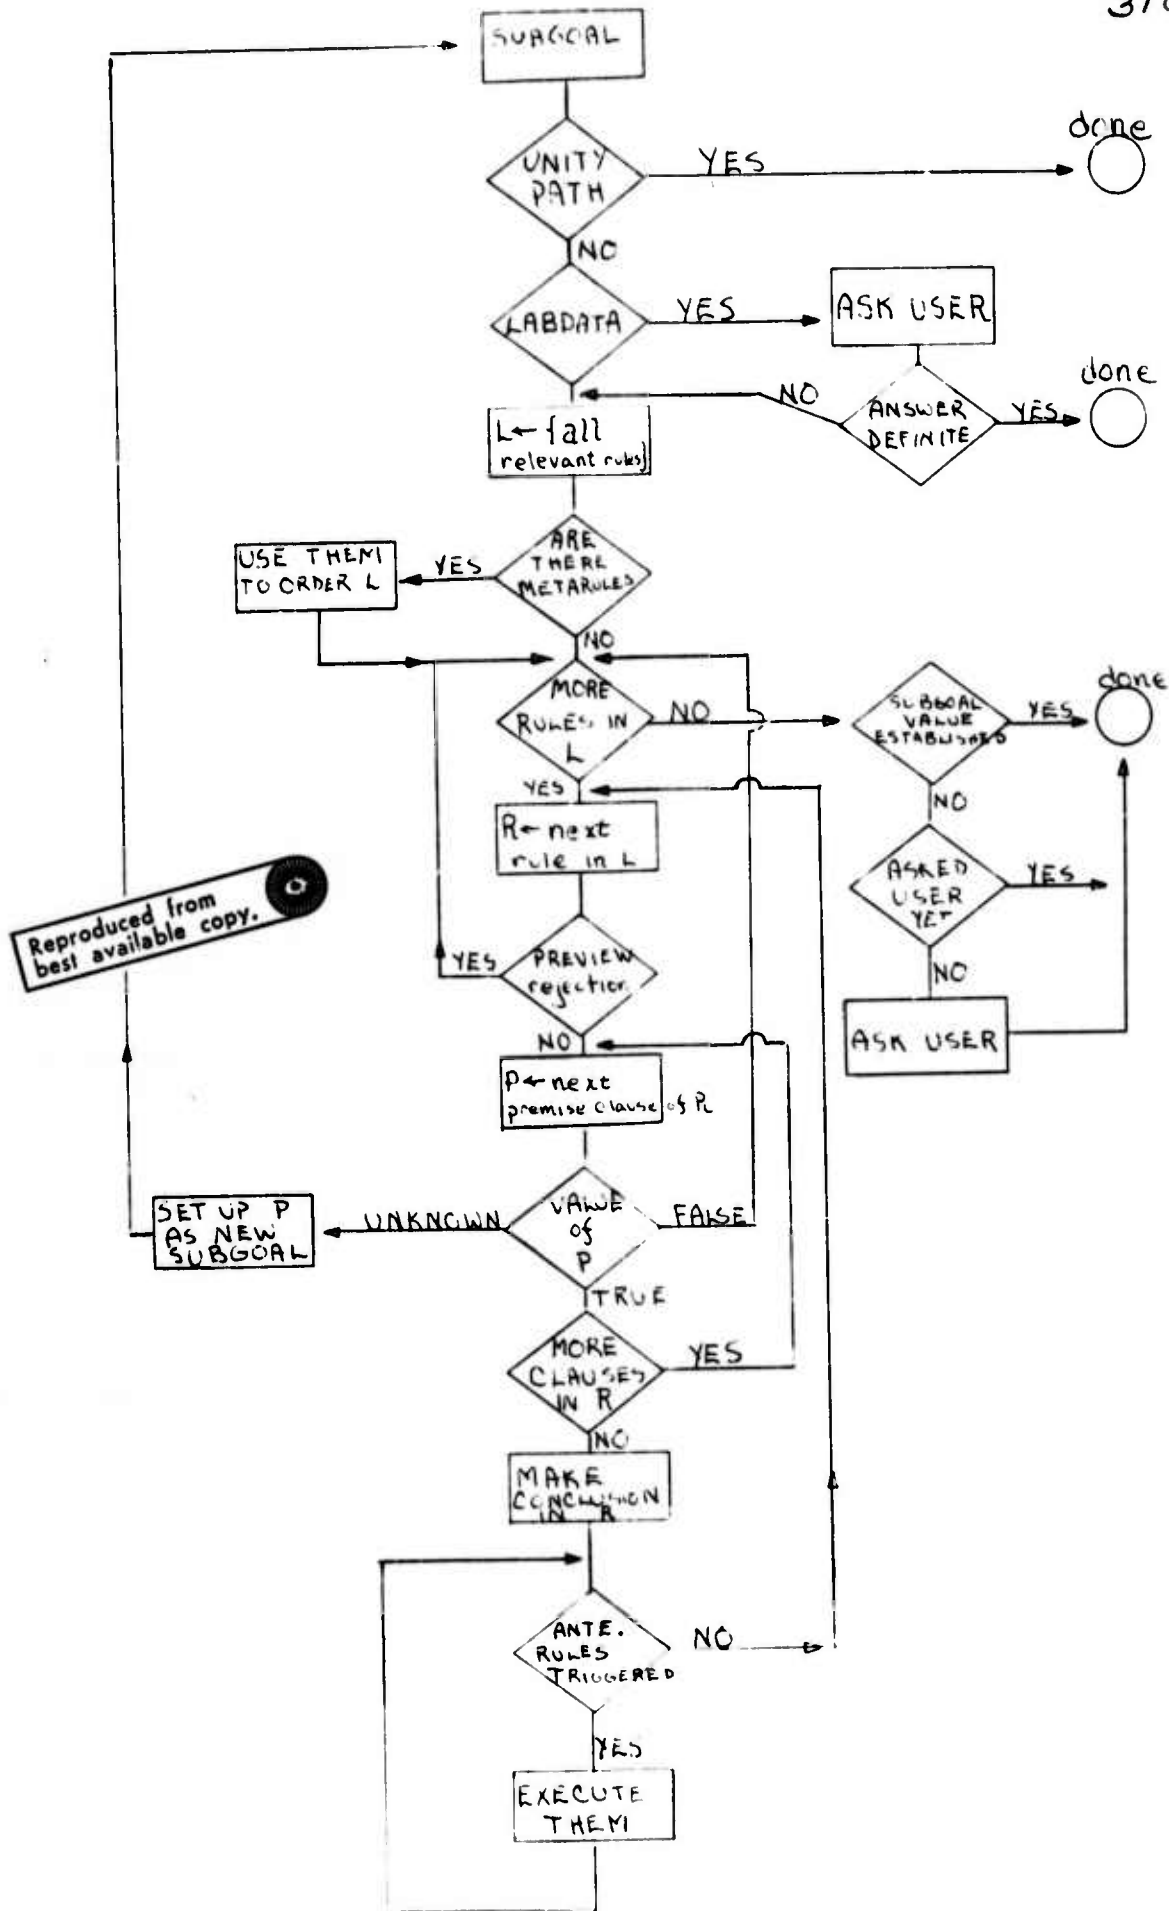 SUBGOAL
done
UNITY
PATH
YES
NO
LABDATA
YES
ASK USER
done
NO
ANSWER
DEFINITE
YES
L← {all
relevant rules}
ARE
THERE
METARULES
YES
USE THEM
TO ORDER L
NO
MORE
RULES IN
L
NO
SUBGOAL
VALUE
ESTABLISHED
YES
done
YES
NO
R← next
rule in L
ASKED
USER
YET
YES
Reproduced from
best available copy.
PREVIEW
rejection
YES
NO
NO
ASK USER
P← next
premise clause of R
SET UP P
AS NEW
SUBGOAL
UNKNOWN
VALUE
of
P
FALSE
TRUE
MORE
CLAUSES
IN R
YES
NO
MAKE
CONCLUSION
IN R
ANTE.
RULES
TRIGGERED
NO
YES
EXECUTE
THEM